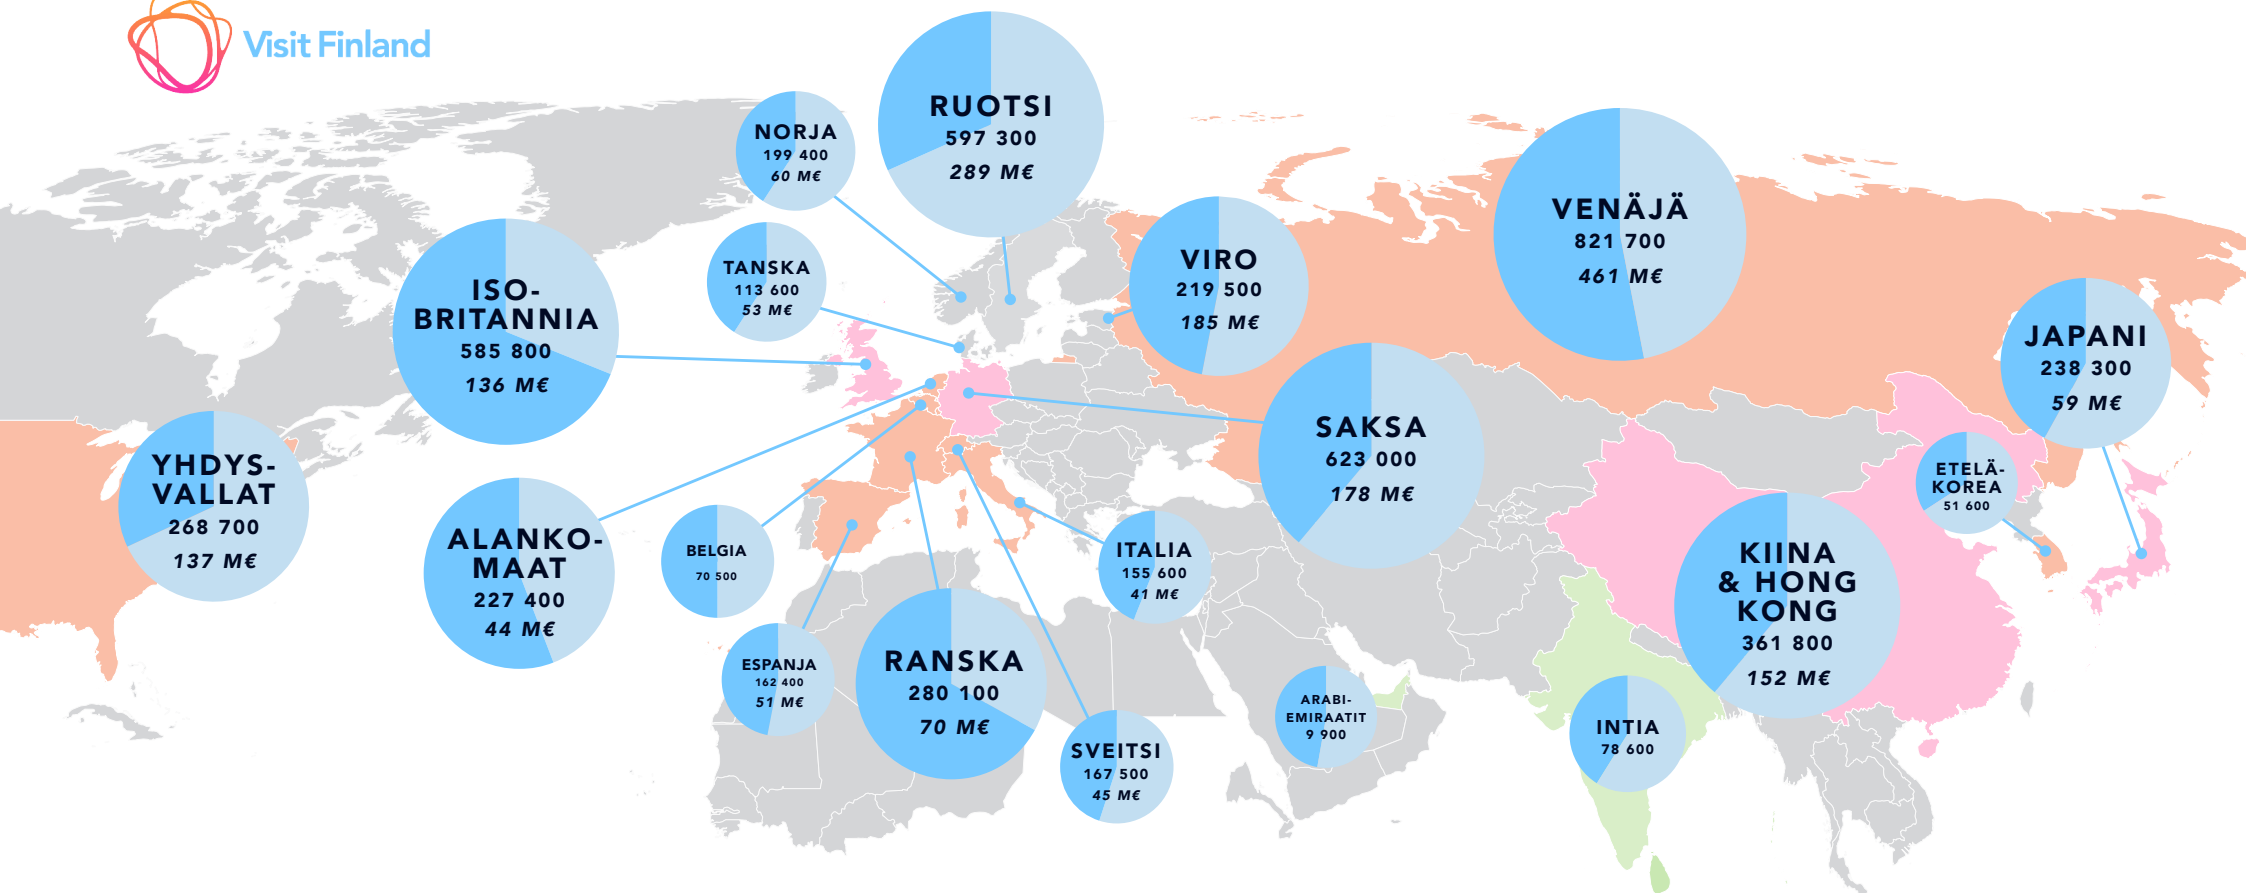 Visit Finland
NORJA
199 400
60 M€
RUOTSI
597 300
289 M€
VENÄJÄ
821 700
461 M€
TANSKA
113 600
53 M€
VIRO
219 500
185 M€
ISO-
BRITANNIA
585 800
136 M€
JAPANI
238 300
59 M€
SAKSA
623 000
178 M€
YHDYS-
VALLAT
268 700
137 M€
ETELÄ-
KOREA
51 600
ALANKO-
MAAT
227 400
44 M€
BELGIA
70 500
ITALIA
155 600
41 M€
KIINA
& HONG
KONG
361 800
152 M€
ESPANJA
162 400
51 M€
RANSKA
280 100
70 M€
SVEITSI
167 500
45 M€
ARABI-
EMIRAATIT
9 900
INTIA
78 600